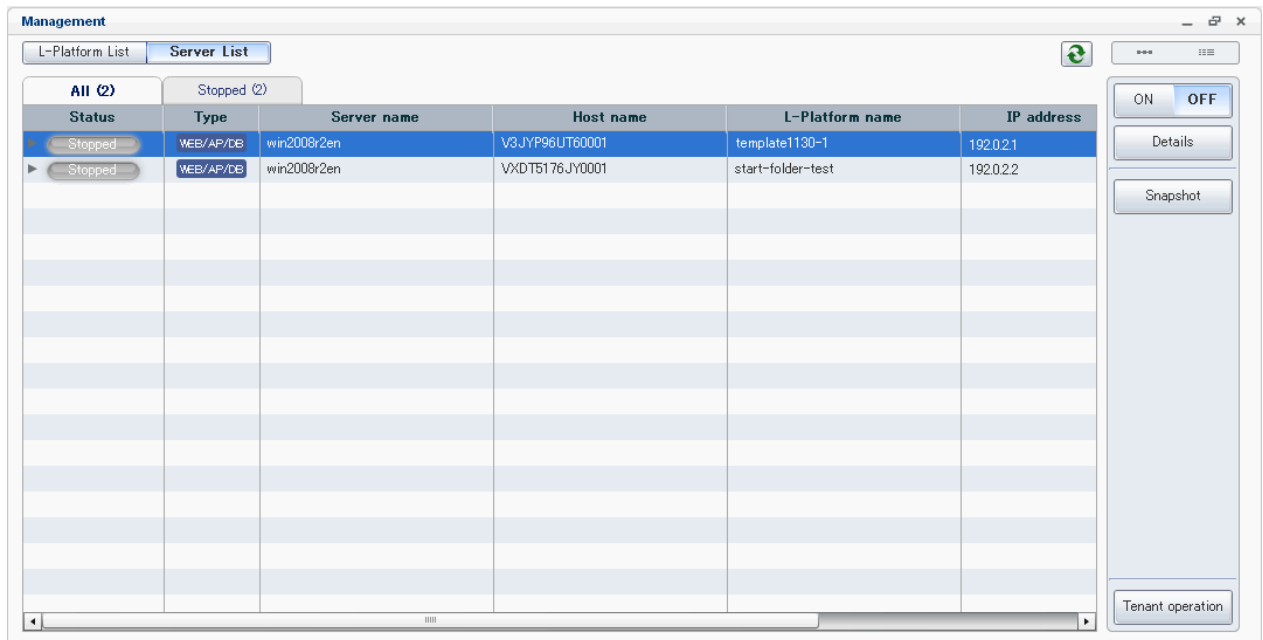 Management
L-Platform List Server List
All (2) Stopped (2)
ON OFF
Status Type Server name Host name L-Platform name IP address
Stopped WEB/AP/DB win2008r2en V3JYP96UT60001 template1130-1 192.0.2.1
Details
Stopped WEB/AP/DB win2008r2en VXDT5176JY0001 start-folder-test 192.0.2.2
Snapshot
Tenant operation